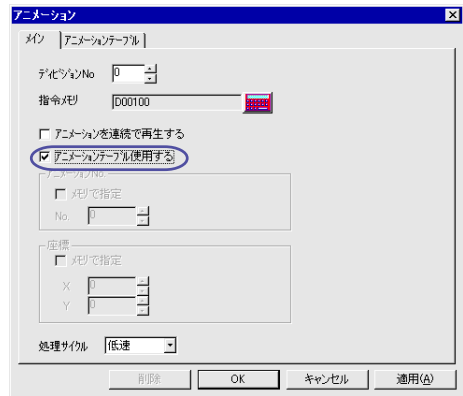 アニメーション
メイン アニメーションテーブル
ディビジョンNo 0
指令メモリ D00100
アニメーションを連続で再生する
アニメーションテーブル使用する
アニメーションNo.
メモリで指定
No. 0
座標
メモリで指定
X 0
Y 0
処理サイクル 低速
削除 OK キャンセル 適用(A)